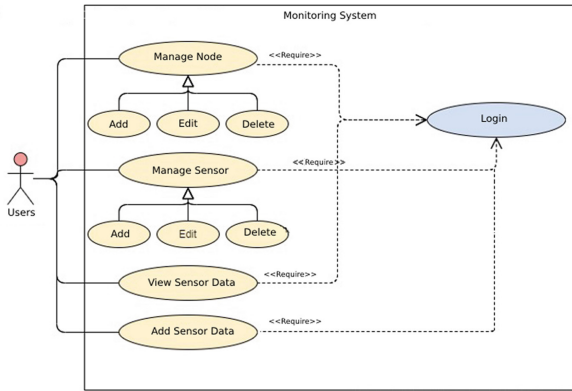 Monitoring System
Manage Node
<<Require>>
Add
Edit
Delete
Login
Manage Sensor
<<Require>>
Users
Add
Edit
Delete
View Sensor Data
<<Require>>
Add Sensor Data
<<Require>>